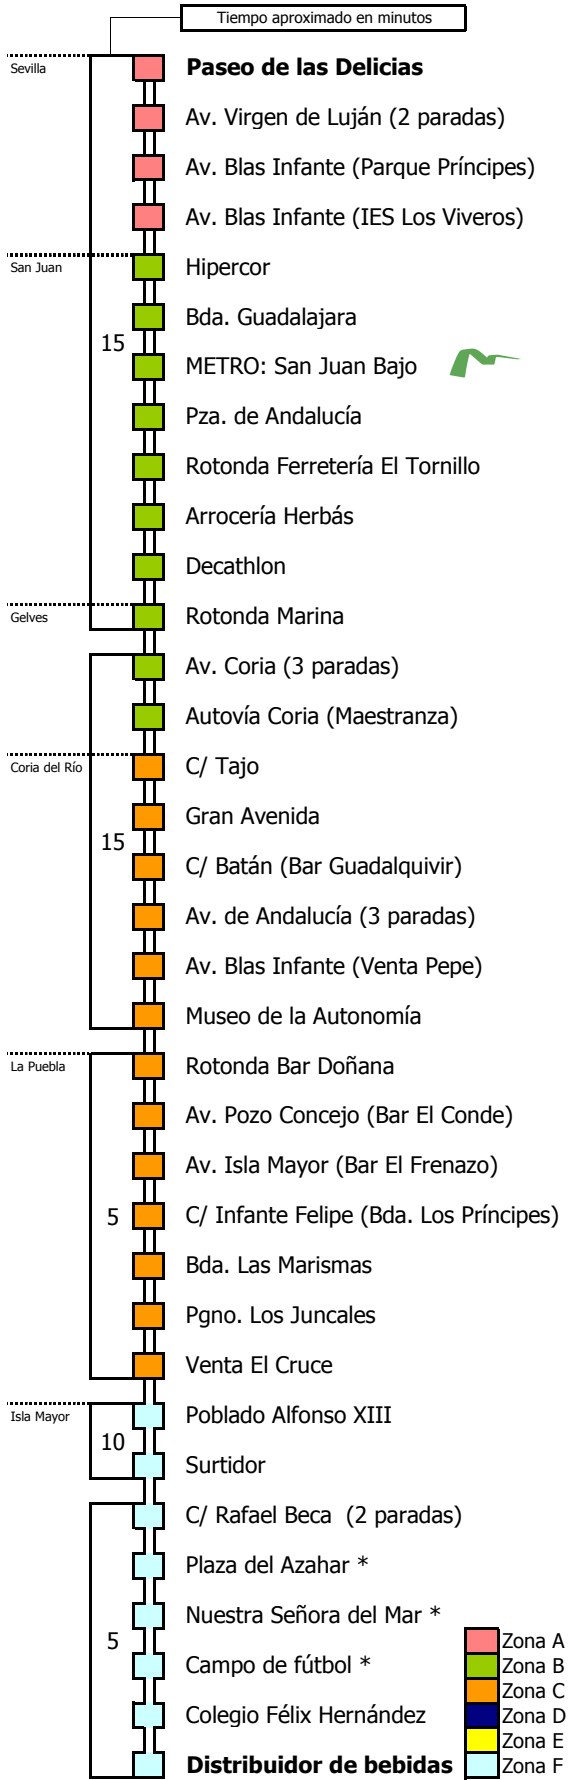 Tiempo aproximado en minutos
Sevilla
Paseo de las Delicias
Av. Virgen de Luján (2 paradas)
Av. Blas Infante (Parque Príncipes)
Av. Blas Infante (IES Los Viveros)
San Juan
Hipercor
Bda. Guadalajara
15
METRO: San Juan Bajo
Pza. de Andalucía
Rotonda Ferretería El Tornillo
Arrocería Herbás
Decathlon
Gelves
Rotonda Marina
Av. Coria (3 paradas)
Autovía Coria (Maestranza)
Coria del Río
C/ Tajo
Gran Avenida
15
C/ Batán (Bar Guadalquivir)
Av. de Andalucía (3 paradas)
Av. Blas Infante (Venta Pepe)
Museo de la Autonomía
La Puebla
Rotonda Bar Doñana
Av. Pozo Concejo (Bar El Conde)
Av. Isla Mayor (Bar El Frenazo)
5
C/ Infante Felipe (Bda. Los Príncipes)
Bda. Las Marismas
Pgno. Los Juncales
Venta El Cruce
Isla Mayor
Poblado Alfonso XIII
10
Surtidor
C/ Rafael Beca (2 paradas)
Plaza del Azahar *
Nuestra Señora del Mar *
5
Campo de fútbol *
Colegio Félix Hernández
Distribuidor de bebidas
Zona A
Zona B
Zona C
Zona D
Zona E
Zona F